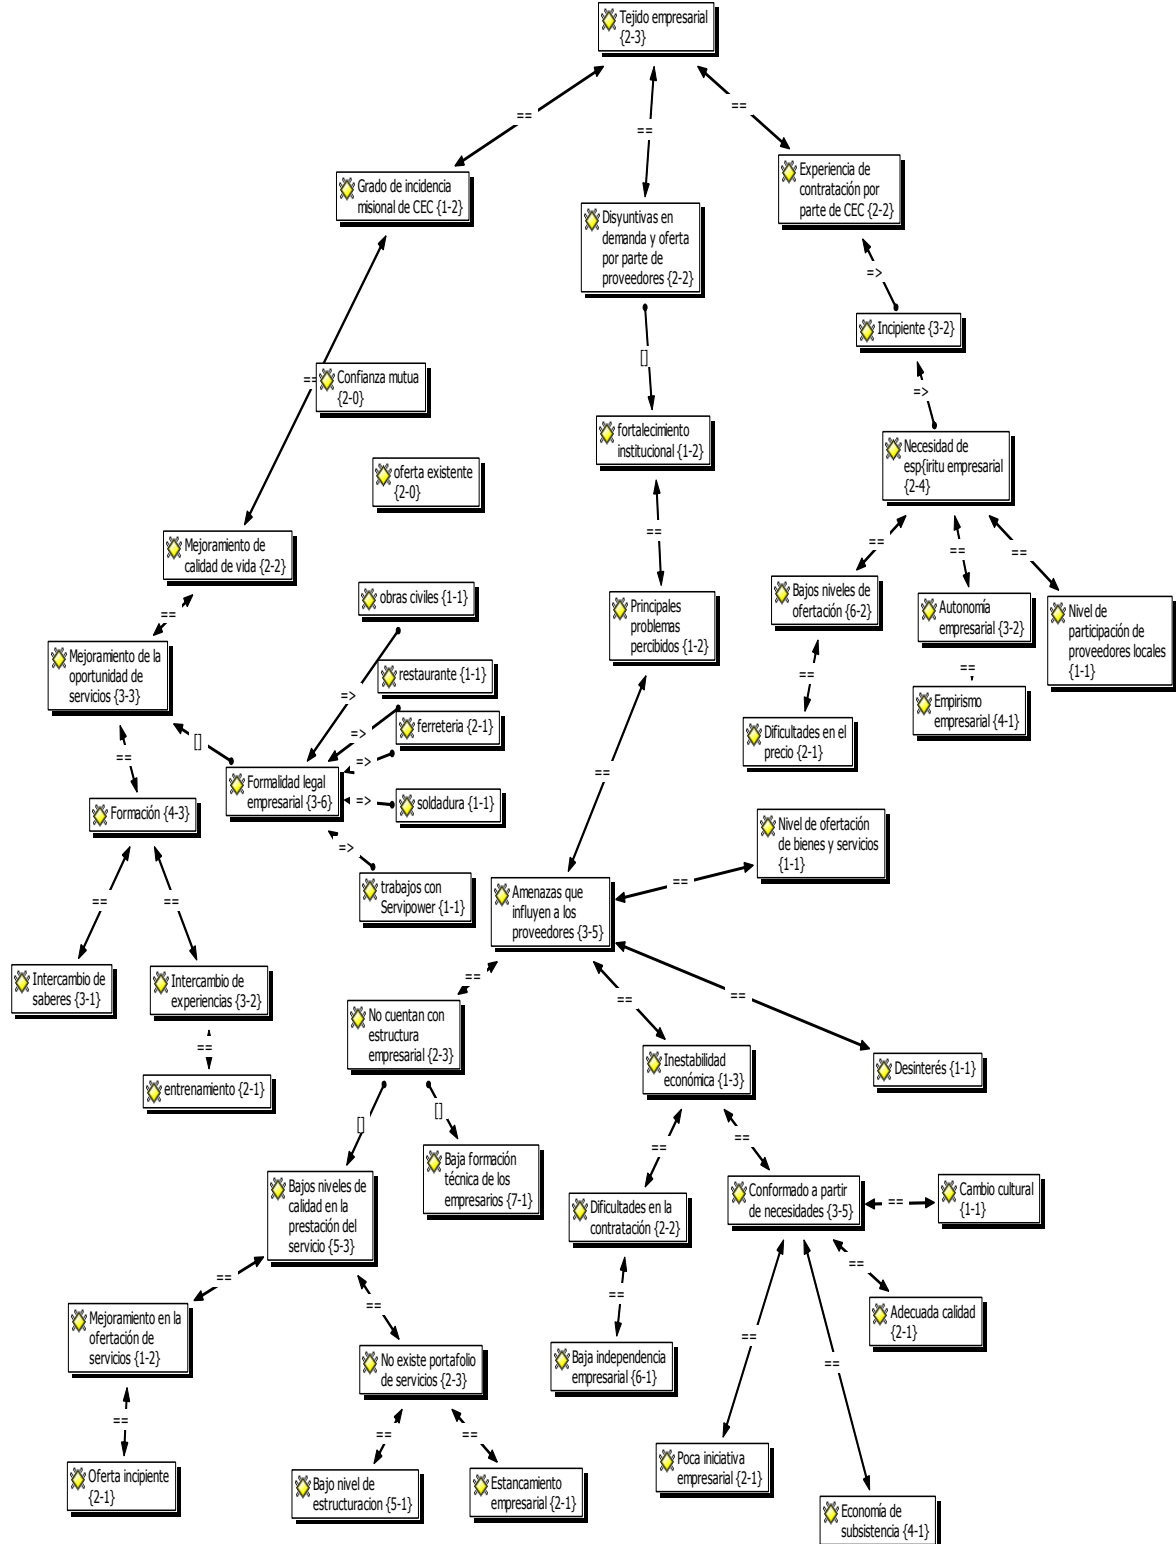 Tejido empresarial
{2-3}
==
==
==
Grado de incidencia
misional de CEC {1-2}
Disyuntivas en
demanda y oferta
por parte de
proveedores {2-2}
Experiencia de
contratación por
parte de CEC {2-2}
=>
Incipiente {3-2}
[]
==
Confianza mutua
{2-0}
=>
fortalecimiento
institucional {1-2}
Necesidad de
esp{iritu empresarial
{2-4}
oferta existente
{2-0}
==
==
==
==
Mejoramiento de
calidad de vida {2-2}
obras civiles {1-1}
Principales
problemas
percibidos {1-2}
Bajos niveles de
ofertación {6-2}
Autonomía
empresarial {3-2}
Nivel de
participación de
proveedores locales
{1-1}
==
Mejoramiento de la
oportunidad de
servicios {3-3}
restaurante {1-1}
==
==
Empirismo
empresarial {4-1}
=>
ferreteria {2-1}
=>
Dificultades en el
precio {2-1}
[]
==
=>
Formalidad legal
empresarial {3-6}
==
=>
soldadura {1-1}
Formación {4-3}
=>
Nivel de ofertación
de bienes y servicios
{1-1}
trabajos con
Servipower {1-1}
==
==
==
Amenazas que
influyen a los
proveedores {3-5}
Intercambio de
saberes {3-1}
Intercambio de
experiencias {3-2}
==
==
==
No cuentan con
estructura
empresarial {2-3}
==
Inestabilidad
económica {1-3}
Desinterés {1-1}
entrenamiento {2-1}
[]
[]
==
==
Baja formación
técnica de los
empresarios {7-1}
Bajos niveles de
calidad en la
prestación del
servicio {5-3}
Dificultades en la
contratación {2-2}
Conformado a partir
de necesidades {3-5}
==
Cambio cultural
{1-1}
==
==
==
==
Mejoramiento en la
ofertación de
servicios {1-2}
Adecuada calidad
{2-1}
No existe portafolio
de servicios {2-3}
Baja independencia
empresarial {6-1}
==
==
==
==
==
Oferta incipiente
{2-1}
Bajo nivel de
estructuracion {5-1}
Estancamiento
empresarial {2-1}
Poca iniciativa
empresarial {2-1}
Economía de
subsistencia {4-1}